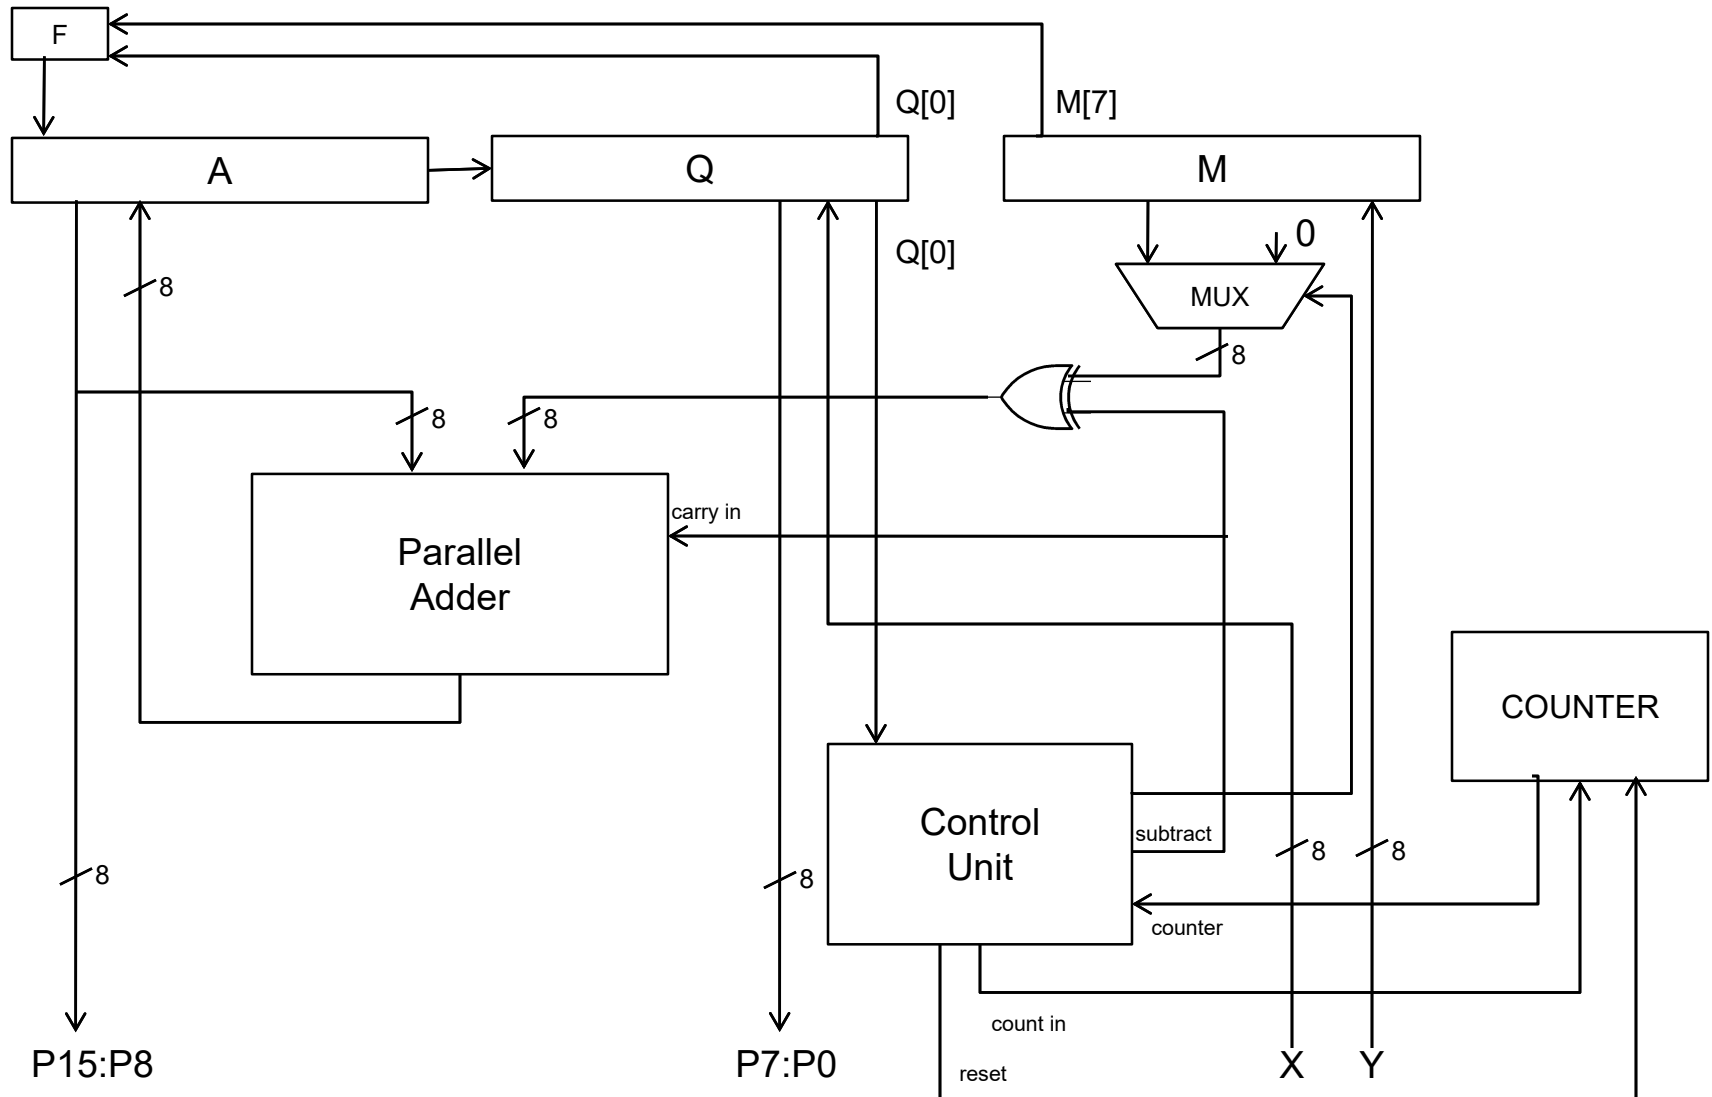 F
Q[0]
M[7]
A
Q
M
Q[0]
0
8
MUX
8
8
8
carry in
Parallel
Adder
COUNTER
Control
Unit
subtract
8
8
8
8
counter
count in
P15:P8
P7:P0
X
Y
reset